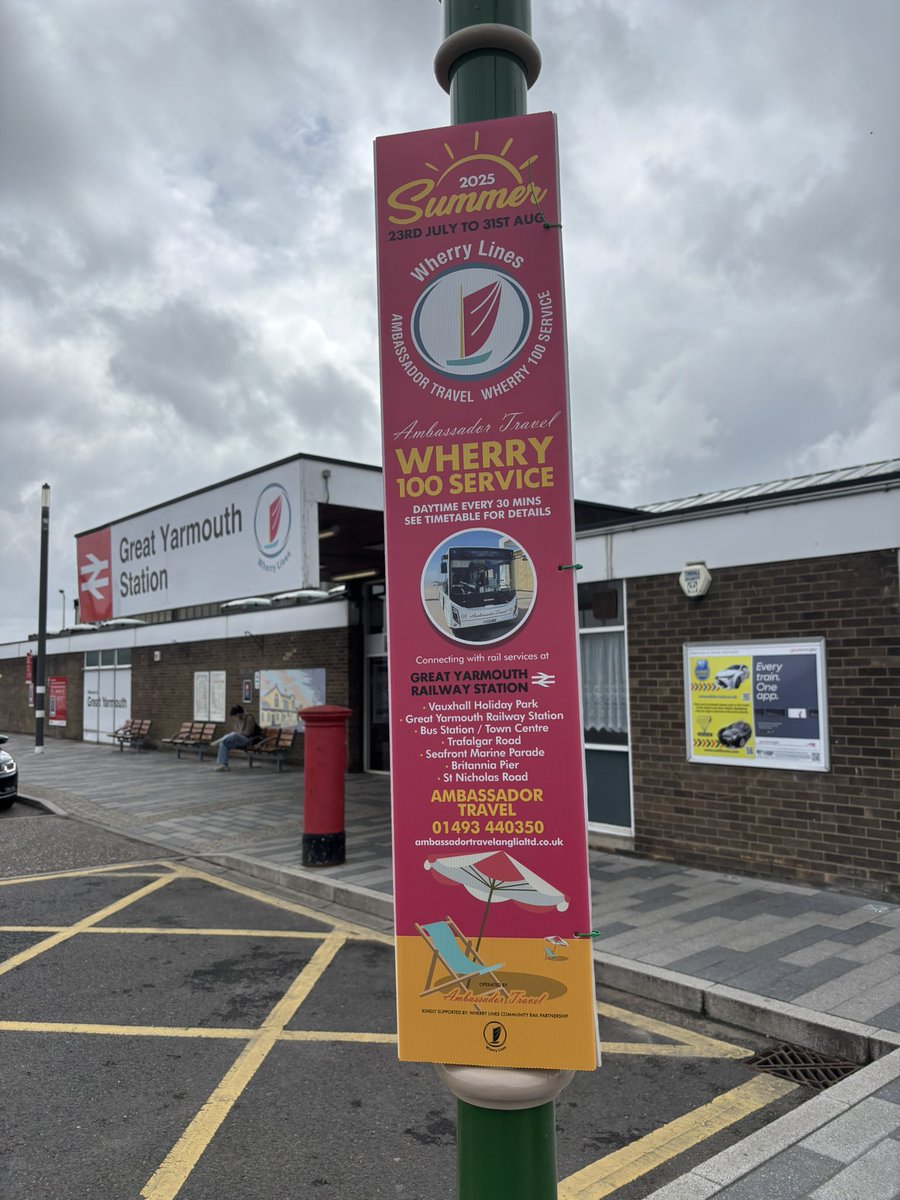 2025
Summer
23RD JULY TO 31ST AUG
Wherry Lines
AMBASSADOR TRAVEL WHERRY 100 SERVICE
Ambassador Travel
WHERRY
100 SERVICE
DAYTIME EVERY 30 MINS
SEE TIMETABLE FOR DETAILS
Connecting with rail services at
GREAT YARMOUTH
RAILWAY STATION
· Vauxhall Holiday Park
· Great Yarmouth Railway Station
· Bus Station / Town Centre
· Trafalgar Road
· Seafront Marine Parade
· Britannia Pier
· St Nicholas Road
AMBASSADOR
TRAVEL
01493 440350
ambassadortravelanglialtd.co.uk
OPERATED BY
Ambassador Travel
KINDLY SUPPORTED BY: WHERRY LINES COMMUNITY RAIL PARTNERSHIP
Wherry Lines
Great Yarmouth
Station
Wherry Lines
Great Yarmouth
Every
train.
One
app.